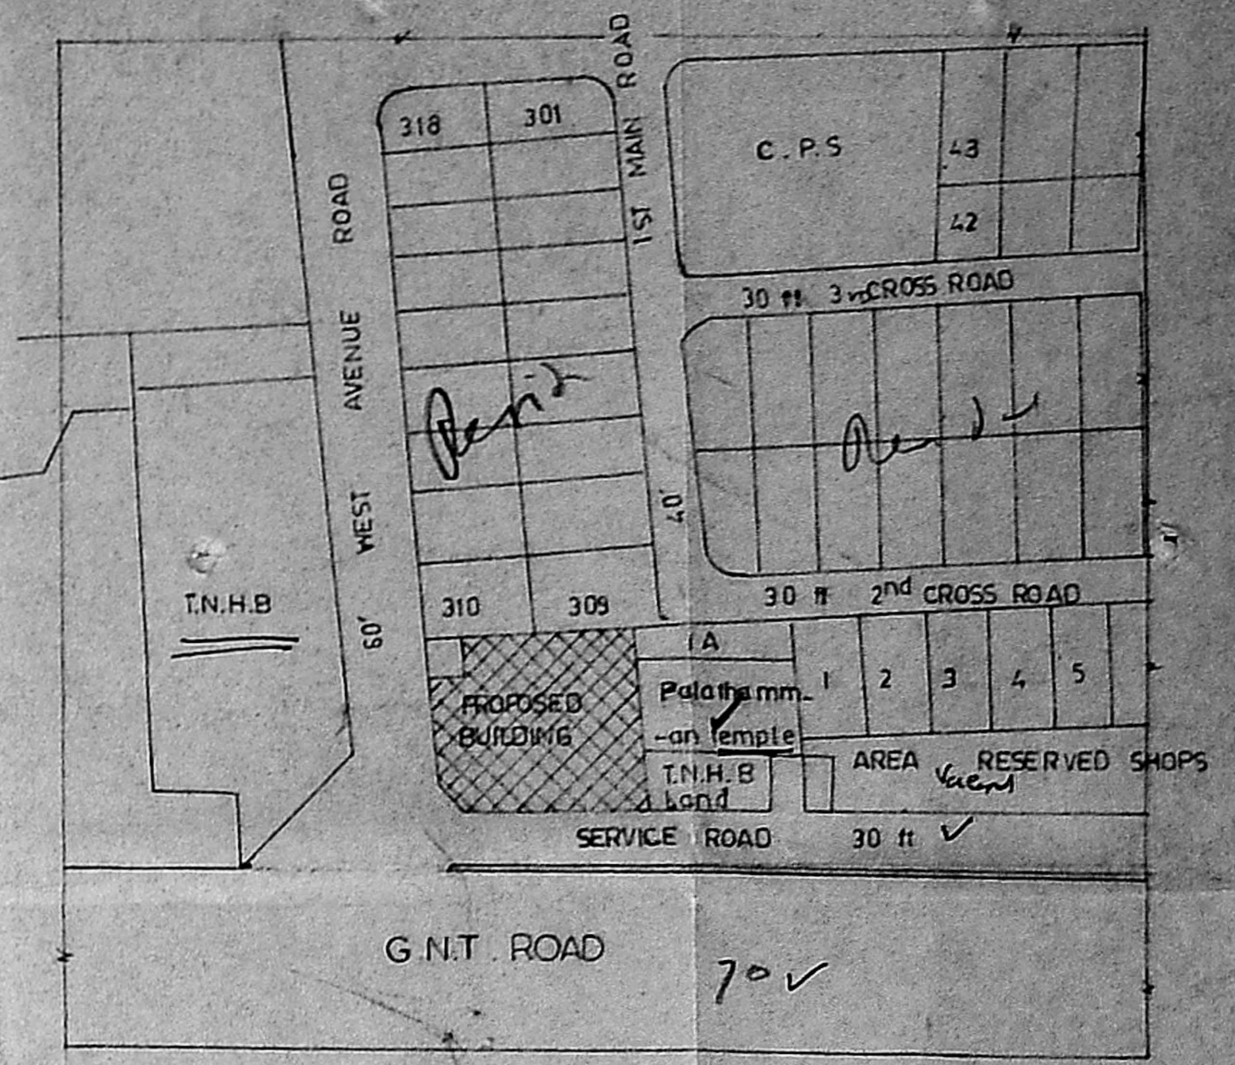 318
301
1ST MAIN ROAD
C.P.S
43
42
60' WEST AVENUE ROAD
30 ft 3rd CROSS ROAD
40'
T.N.H.B
310
309
30 ft 2nd CROSS ROAD
1A
1
2
3
4
5
PROPOSED
BUILDING
Palathamm-
-an Temple
T.N.H.B
Land
AREA RESERVED SHOPS
Vacant
SERVICE ROAD 30 ft
G.N.T. ROAD
70